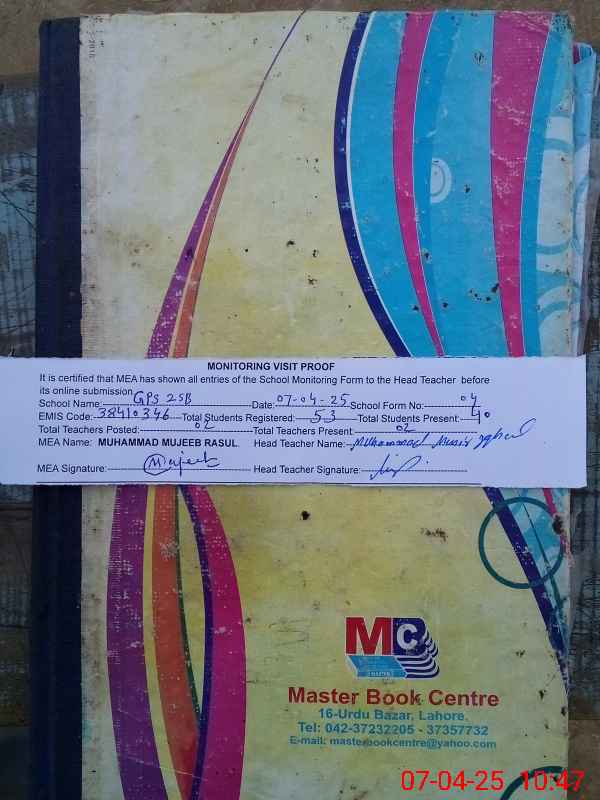 MONITORING VISIT PROOF
It is certified that MEA has shown all entries of the School Monitoring Form to the Head Teacher before
its online submission.
School Name: GPS 25B Date: 07-04-25 School Form No: 04
EMIS Code: 38410346 Total Students Registered: 53 Total Students Present: 40
Total Teachers Posted: 02 Total Teachers Present: 02
MEA Name: MUHAMMAD MUJEEB RASUL Head Teacher Name: Muhammad
MEA Signature: Mujeeb Head Teacher Signature:
MC
Master Book Centre
16-Urdu Bazar, Lahore.
Tel: 042-37232205 - 37357732
E-mail: masterbookcentre@yahoo.com
07-04-25 10:47